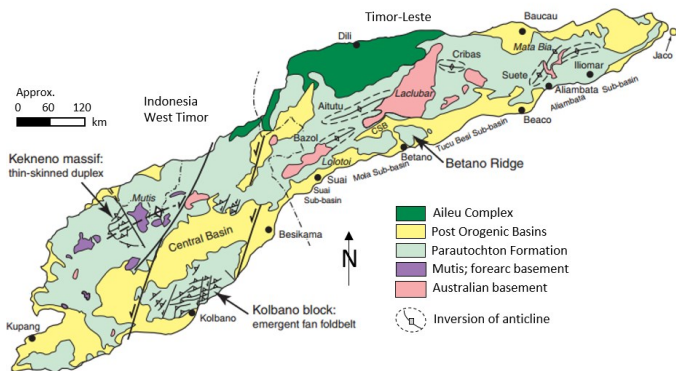 Timor-Leste
Baucau
Dili
Mata Bia
Jaco
Cribas
Iliomar
Suete
Approx.
Indonesia
West Timor
Laclubar
Aliambata
Aliambata Sub-basin
0 60 120
km
Aitutu
Beaco
CSB
Tucu Besi Sub-basin
Bazol
Kekneno massif:
thin-skinned duplex
Lolotoi
Betano
Betano Ridge
Mola Sub-basin
Suai
Suai
Sub-basin
Mutis
Central Basin
Besikama
N
Aileu Complex
Post Orogenic Basins
Parautochton Formation
Mutis; forearc basement
Australian basement
Inversion of anticline
Kolbano block:
emergent fan foldbelt
Kolbano
Kupang